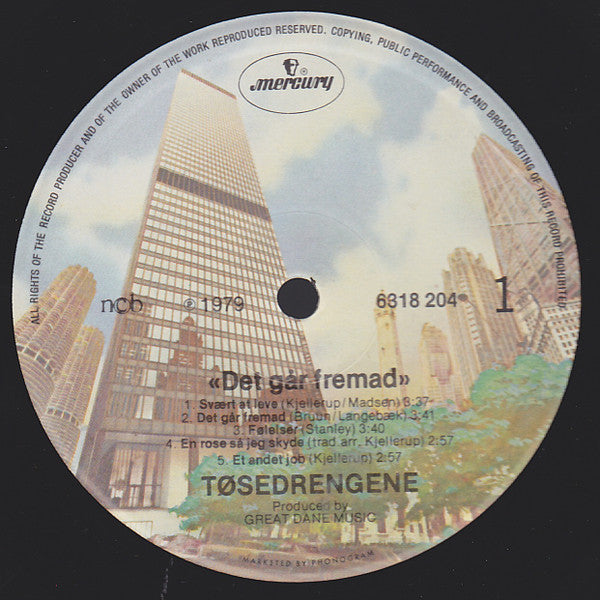 ALL RIGHTS OF THE RECORD PRODUCER AND OF THE OWNER OF THE WORK REPRODUCED RESERVED. COPYING, PUBLIC PERFORMANCE AND BROADCASTING OF THIS RECORD PROHIBITED
mercury ®
ncb ℗ 1979 6318 204 1
«Det går fremad»
1. Svært at leve (Kjellerup/Madsen) 3:37
2. Det går fremad (Bruun/Langebæk) 3:41
3. Følelser (Stanley) 3:40
4. En rose så jeg skyde (trad.arr. Kjellerup) 2:57
5. Et andet job (Kjellerup) 2:57
TØSEDRENGENE
Produced by
GREAT DANE MUSIC
MARKETED BY PHONOGRAM